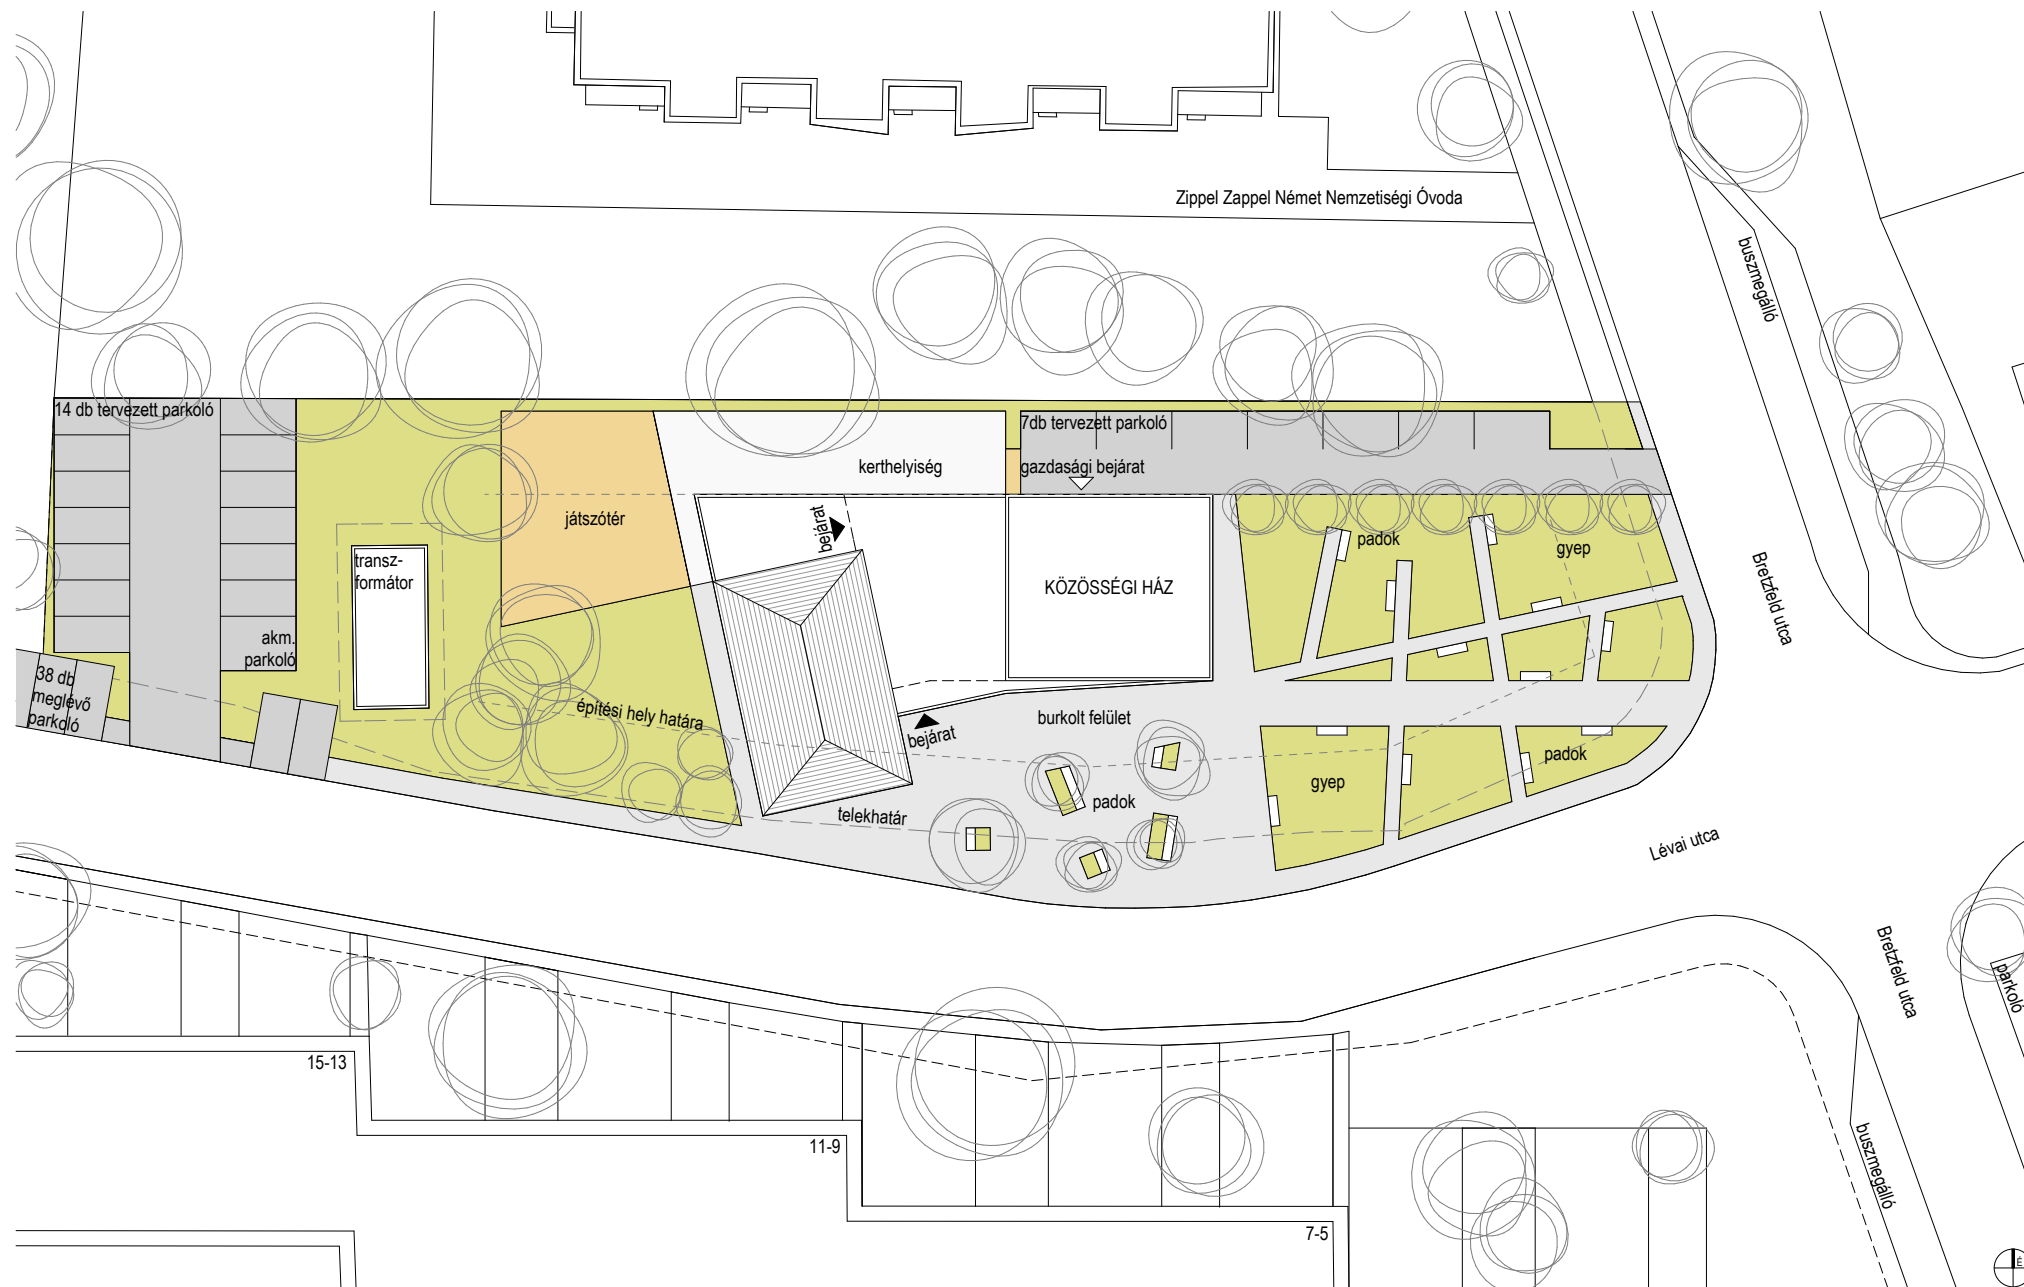 Zippel Zappel Német Nemzetiségi Óvoda
buszmegálló
14 db tervezett parkoló
7db tervezett parkoló
kerthelyiség
gazdasági bejárat
játszótér
bejárat
padok
gyep
transz-
formátor
KÖZÖSSÉGI HÁZ
Bretzfeld utca
akm.
parkoló
38 db
meglévő
parkoló
építési hely határa
burkolt felület
bejárat
padok
gyep
padok
telekhatár
Lévai utca
Bretzfeld utca
parkoló
15-13
11-9
buszmegálló
7-5
É